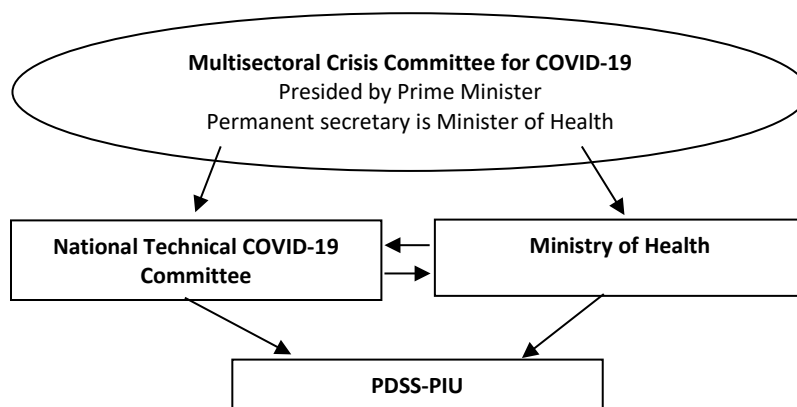 Multisectoral Crisis Committee for COVID-19
Presided by Prime Minister
Permanent secretary is Minister of Health
National Technical COVID-19
Committee
Ministry of Health
PDSS-PIU